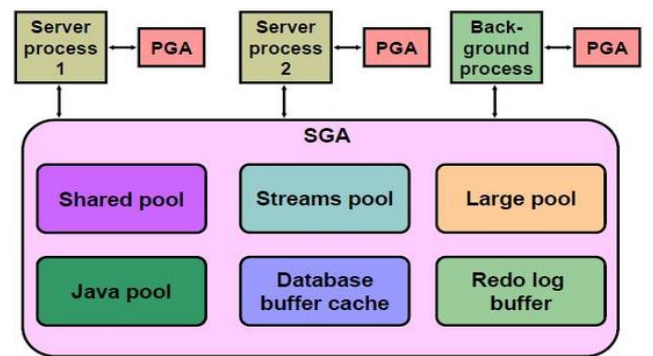 Server
process
1
PGA
Server
process
2
PGA
Back-
ground
process
PGA
SGA
Shared pool
Streams pool
Large pool
Java pool
Database
buffer cache
Redo log
buffer